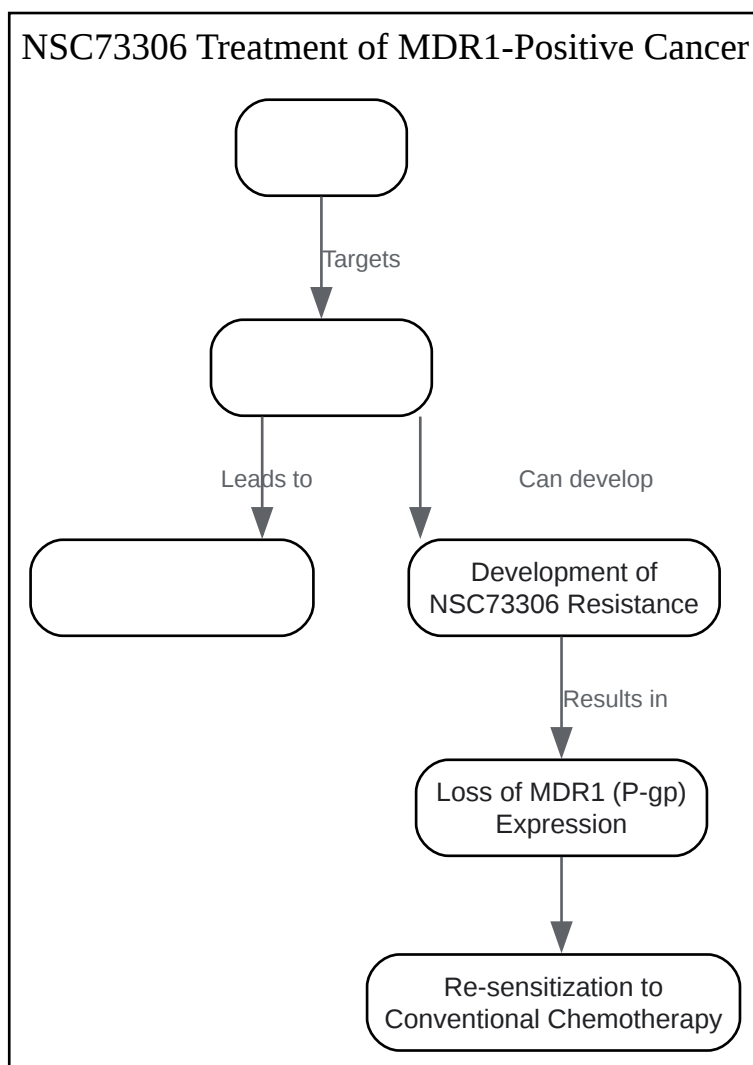 NSC73306 Treatment of MDR1-Positive Cancer
Targets
Leads to
Can develop
Development of
NSC73306 Resistance
Results in
Loss of MDR1 (P-gp)
Expression
Re-sensitization to
Conventional Chemotherapy